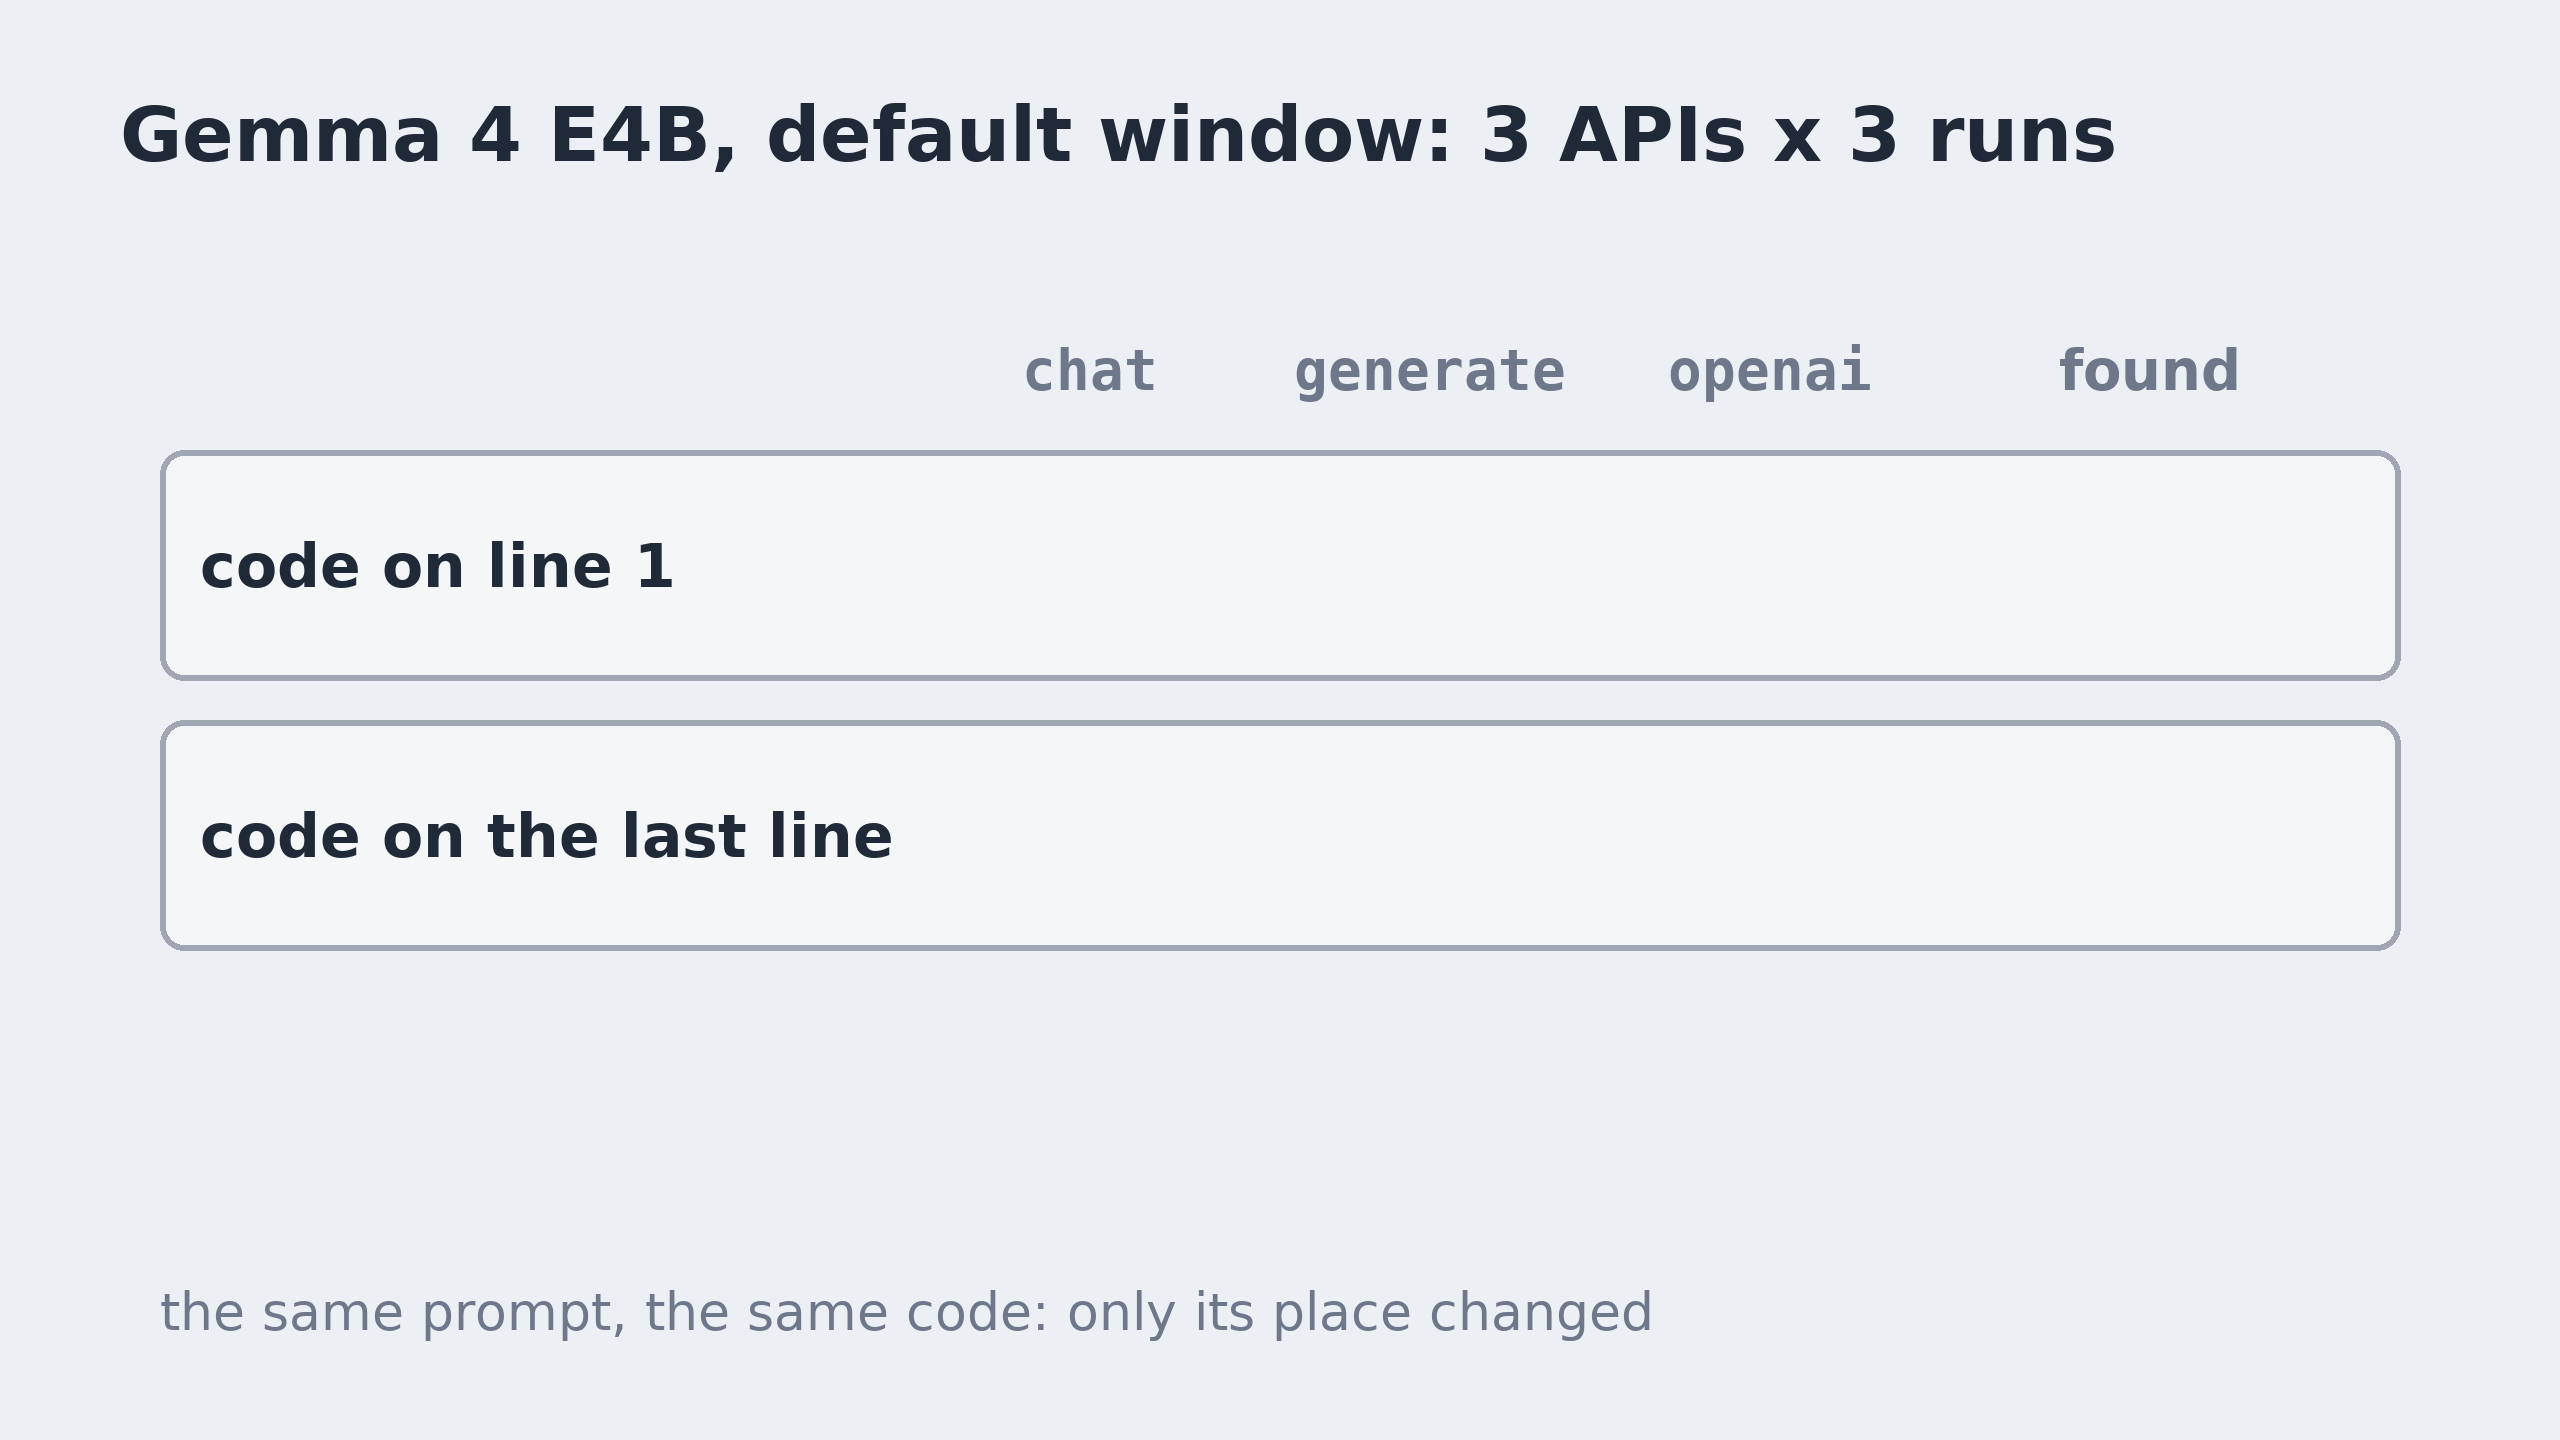 Gemma 4 E4B, default window: 3 APIs x 3 runs
chat generate openai found
code on line 1
code on the last line
the same prompt, the same code: only its place changed